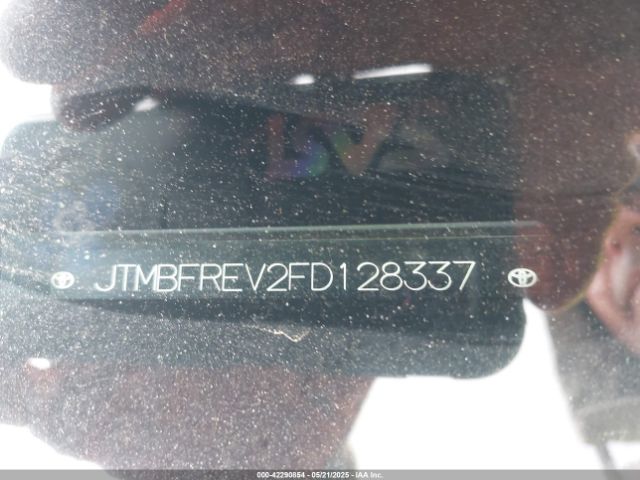 JTMBFREV2FD128337
000-42290854 - 05/21/2025 - IAA Inc.